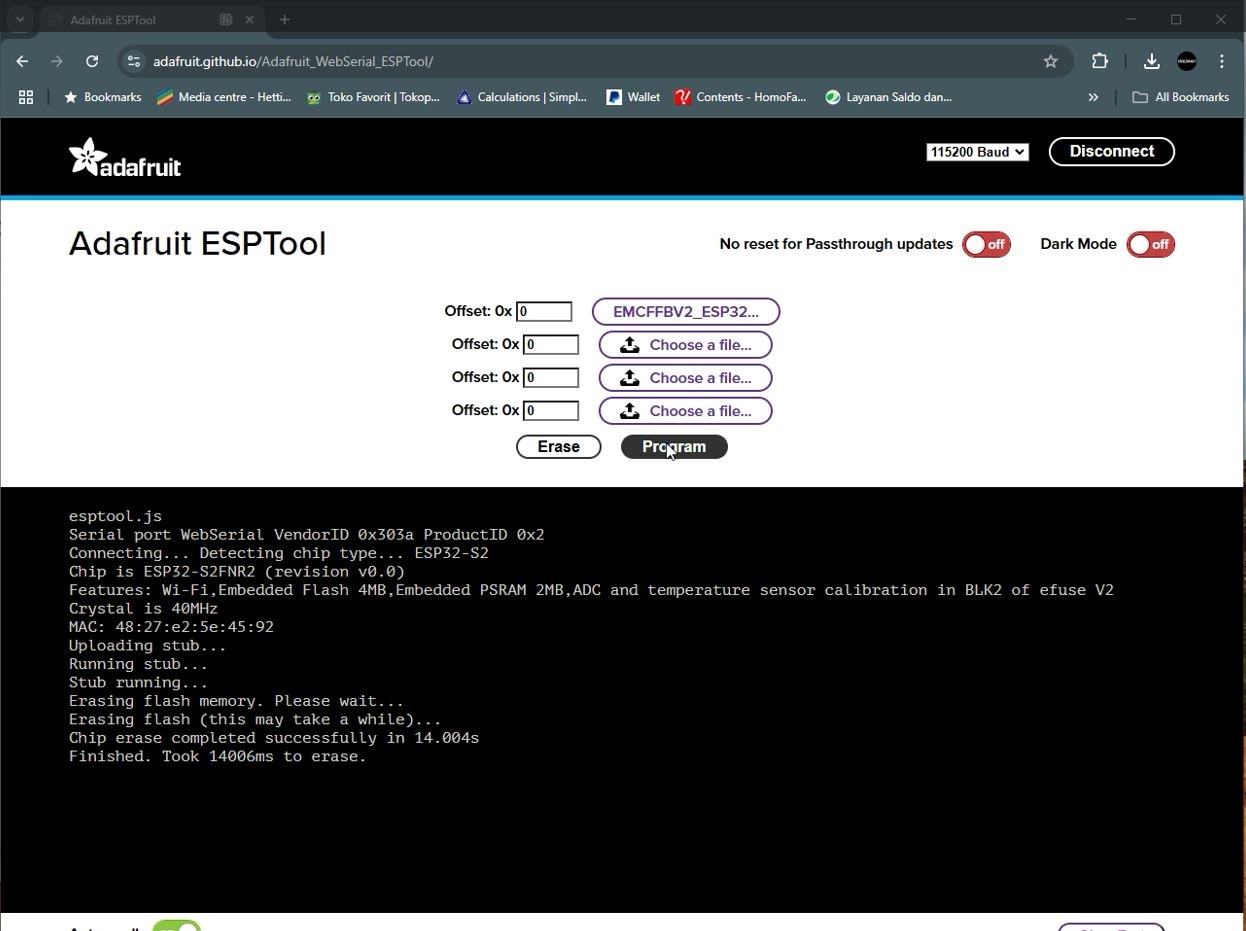 Adafruit ESPTool
adafruit.github.io/Adafruit_WebSerial_ESPTool/
Bookmarks
Media centre - Hetti...
Toko Favorit | Tokop...
Calculations | Simpl...
Wallet
Contents - HomoFa...
Layanan Saldo dan...
»
All Bookmarks
adafruit
115200 Baud
Disconnect
Adafruit ESPTool
No reset for Passthrough updates
off
Dark Mode
off
Offset: 0x 0
EMCFFBV2_ESP32...
Offset: 0x 0
Choose a file...
Offset: 0x 0
Choose a file...
Offset: 0x 0
Choose a file...
Erase
Program
esptool.js
Serial port WebSerial VendorID 0x303a ProductID 0x2
Connecting... Detecting chip type... ESP32-S2
Chip is ESP32-S2FNR2 (revision v0.0)
Features: Wi-Fi,Embedded Flash 4MB,Embedded PSRAM 2MB,ADC and temperature sensor calibration in BLK2 of efuse V2
Crystal is 40MHz
MAC: 48:27:e2:5e:45:92
Uploading stub...
Running stub...
Stub running...
Erasing flash memory. Please wait...
Erasing flash (this may take a while)...
Chip erase completed successfully in 14.004s
Finished. Took 14006ms to erase.